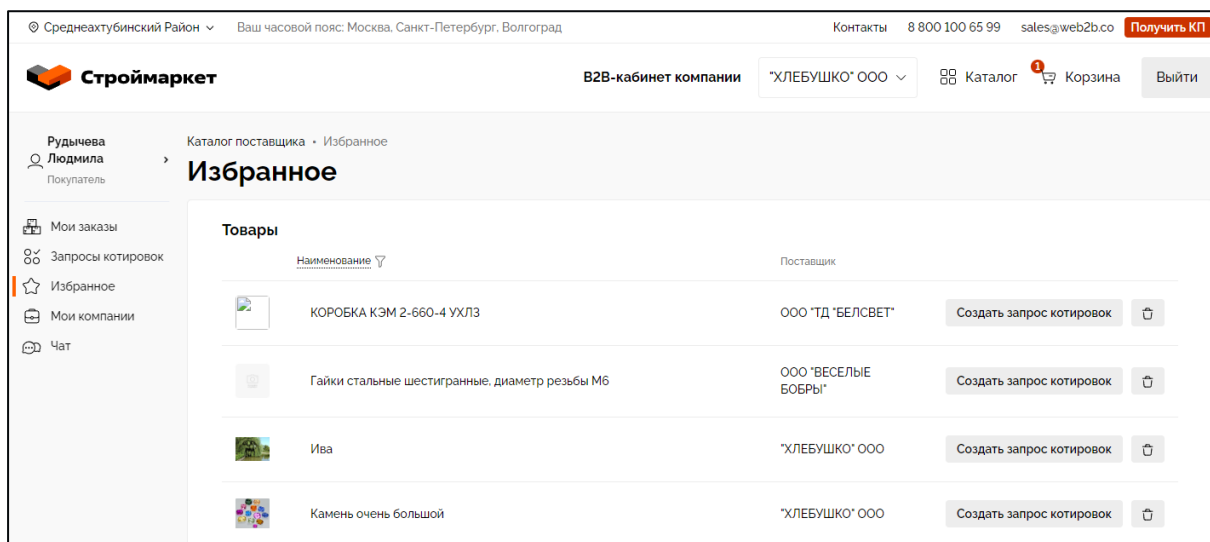 Среднеахтубинский Район
Ваш часовой пояс: Москва, Санкт-Петербург, Волгоград
Контакты
8 800 100 65 99
sales@web2b.co
Получить КП
Строймаркет
B2B-кабинет компании
"ХЛЕБУШКО" ООО
Каталог
1
Корзина
Выйти
Рудычева
Людмила
Покупатель
Каталог поставщика • Избранное
Избранное
Мои заказы
Запросы котировок
Избранное
Мои компании
Чат
Товары
Наименование
Поставщик
КОРОБКА КЭМ 2-660-4 УХЛ3
ООО "ТД "БЕЛСВЕТ"
Создать запрос котировок
Гайки стальные шестигранные, диаметр резьбы М6
ООО "ВЕСЕЛЫЕ
БОБРЫ"
Создать запрос котировок
Ива
"ХЛЕБУШКО" ООО
Создать запрос котировок
Камень очень большой
"ХЛЕБУШКО" ООО
Создать запрос котировок